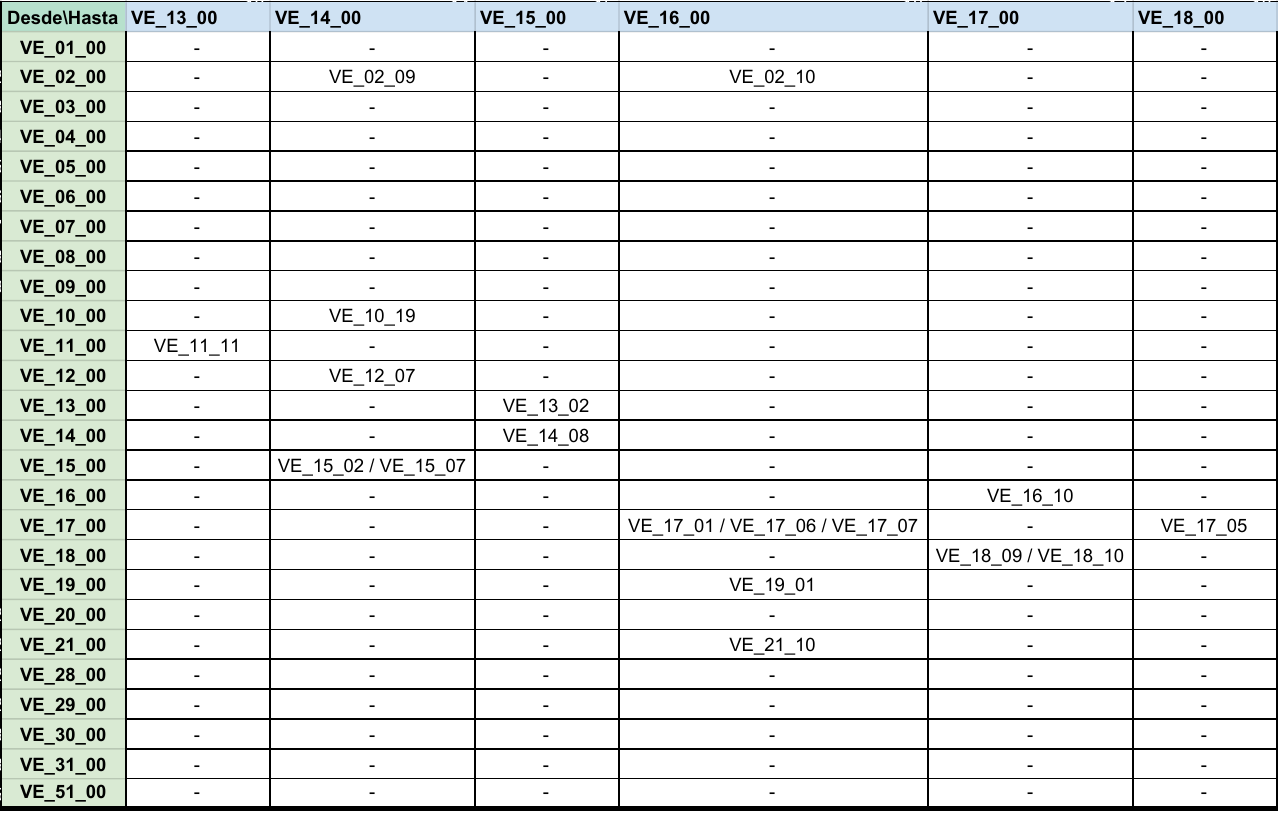 Desde\Hasta VE_13_00 VE_14_00 VE_15_00 VE_16_00 VE_17_00 VE_18_00
VE_01_00 - - - - - -
VE_02_00 - VE_02_09 - VE_02_10 - -
VE_03_00 - - - - - -
VE_04_00 - - - - - -
VE_05_00 - - - - - -
VE_06_00 - - - - - -
VE_07_00 - - - - - -
VE_08_00 - - - - - -
VE_09_00 - - - - - -
VE_10_00 - VE_10_19 - - - -
VE_11_00 VE_11_11 - - - - -
VE_12_00 - VE_12_07 - - - -
VE_13_00 - - VE_13_02 - - -
VE_14_00 - - VE_14_08 - - -
VE_15_00 - VE_15_02 / VE_15_07 - - - -
VE_16_00 - - - - VE_16_10 -
VE_17_00 - - - VE_17_01 / VE_17_06 / VE_17_07 - VE_17_05
VE_18_00 - - - - VE_18_09 / VE_18_10 -
VE_19_00 - - - VE_19_01 - -
VE_20_00 - - - - - -
VE_21_00 - - - VE_21_10 - -
VE_28_00 - - - - - -
VE_29_00 - - - - - -
VE_30_00 - - - - - -
VE_31_00 - - - - - -
VE_51_00 - - - - - -